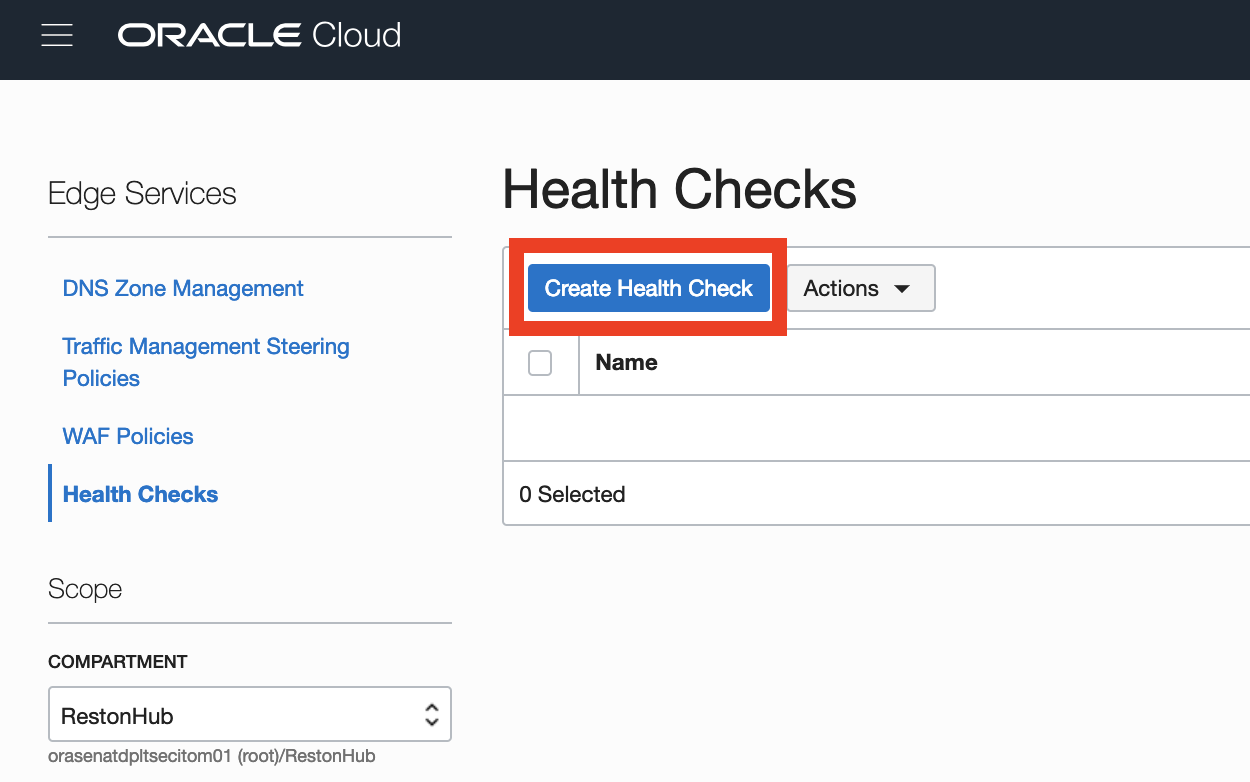 ORACLE Cloud
Edge Services
DNS Zone Management
Traffic Management Steering
Policies
WAF Policies
Health Checks
Scope
COMPARTMENT
RestonHub
orasenatdpltsecitom01 (root)/RestonHub
Health Checks
Create Health Check
Actions
Name
0 Selected